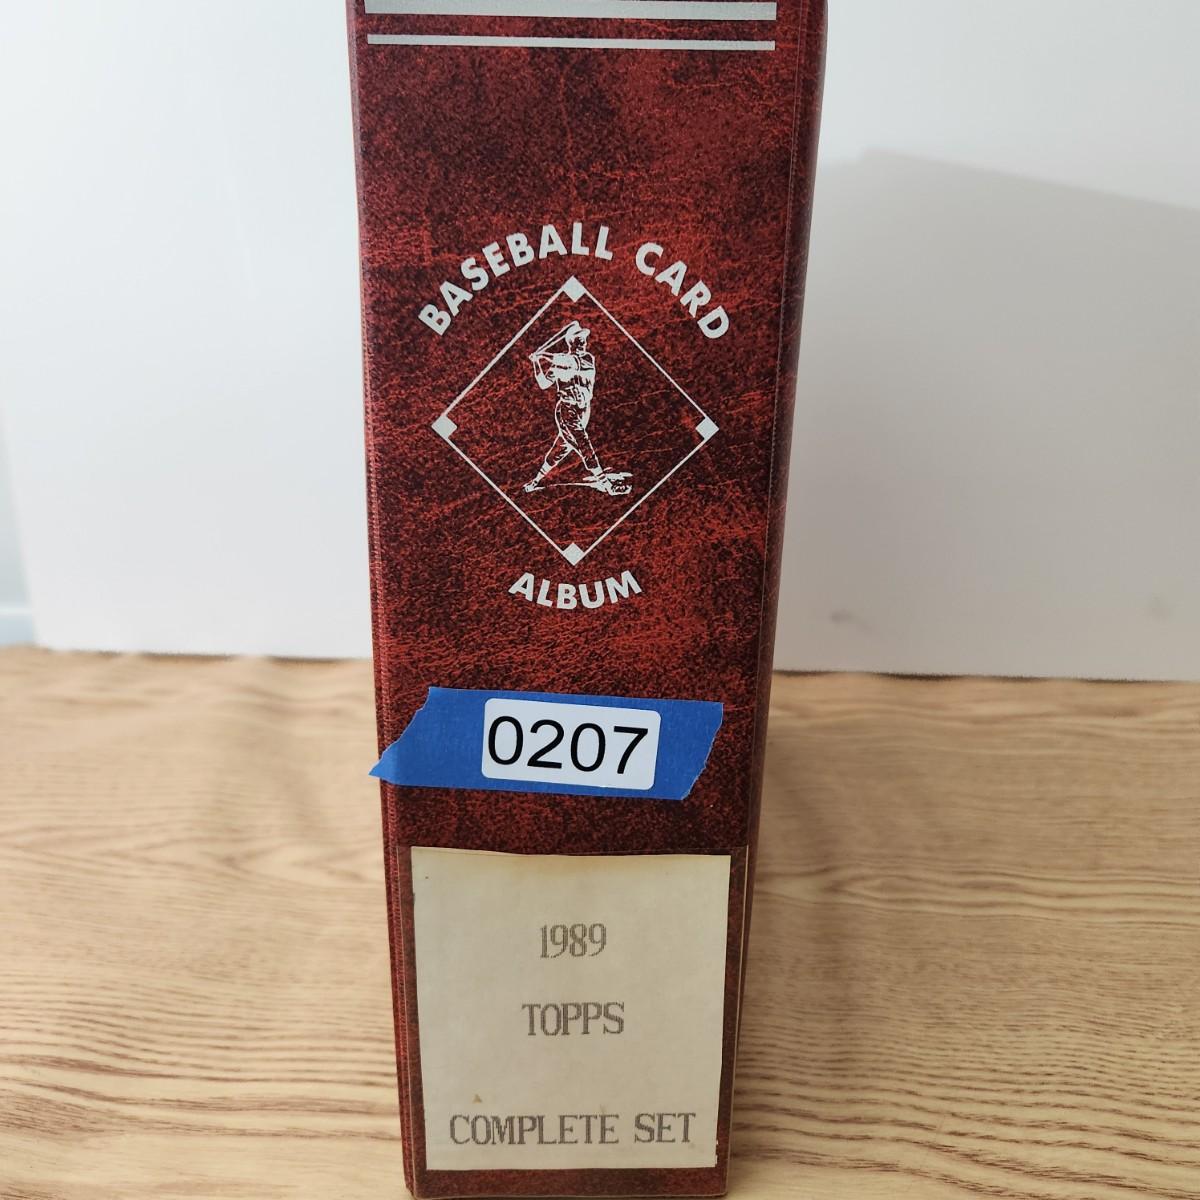 BASEBALL CARD
ALBUM
0207
1989
TOPPS
COMPLETE SET